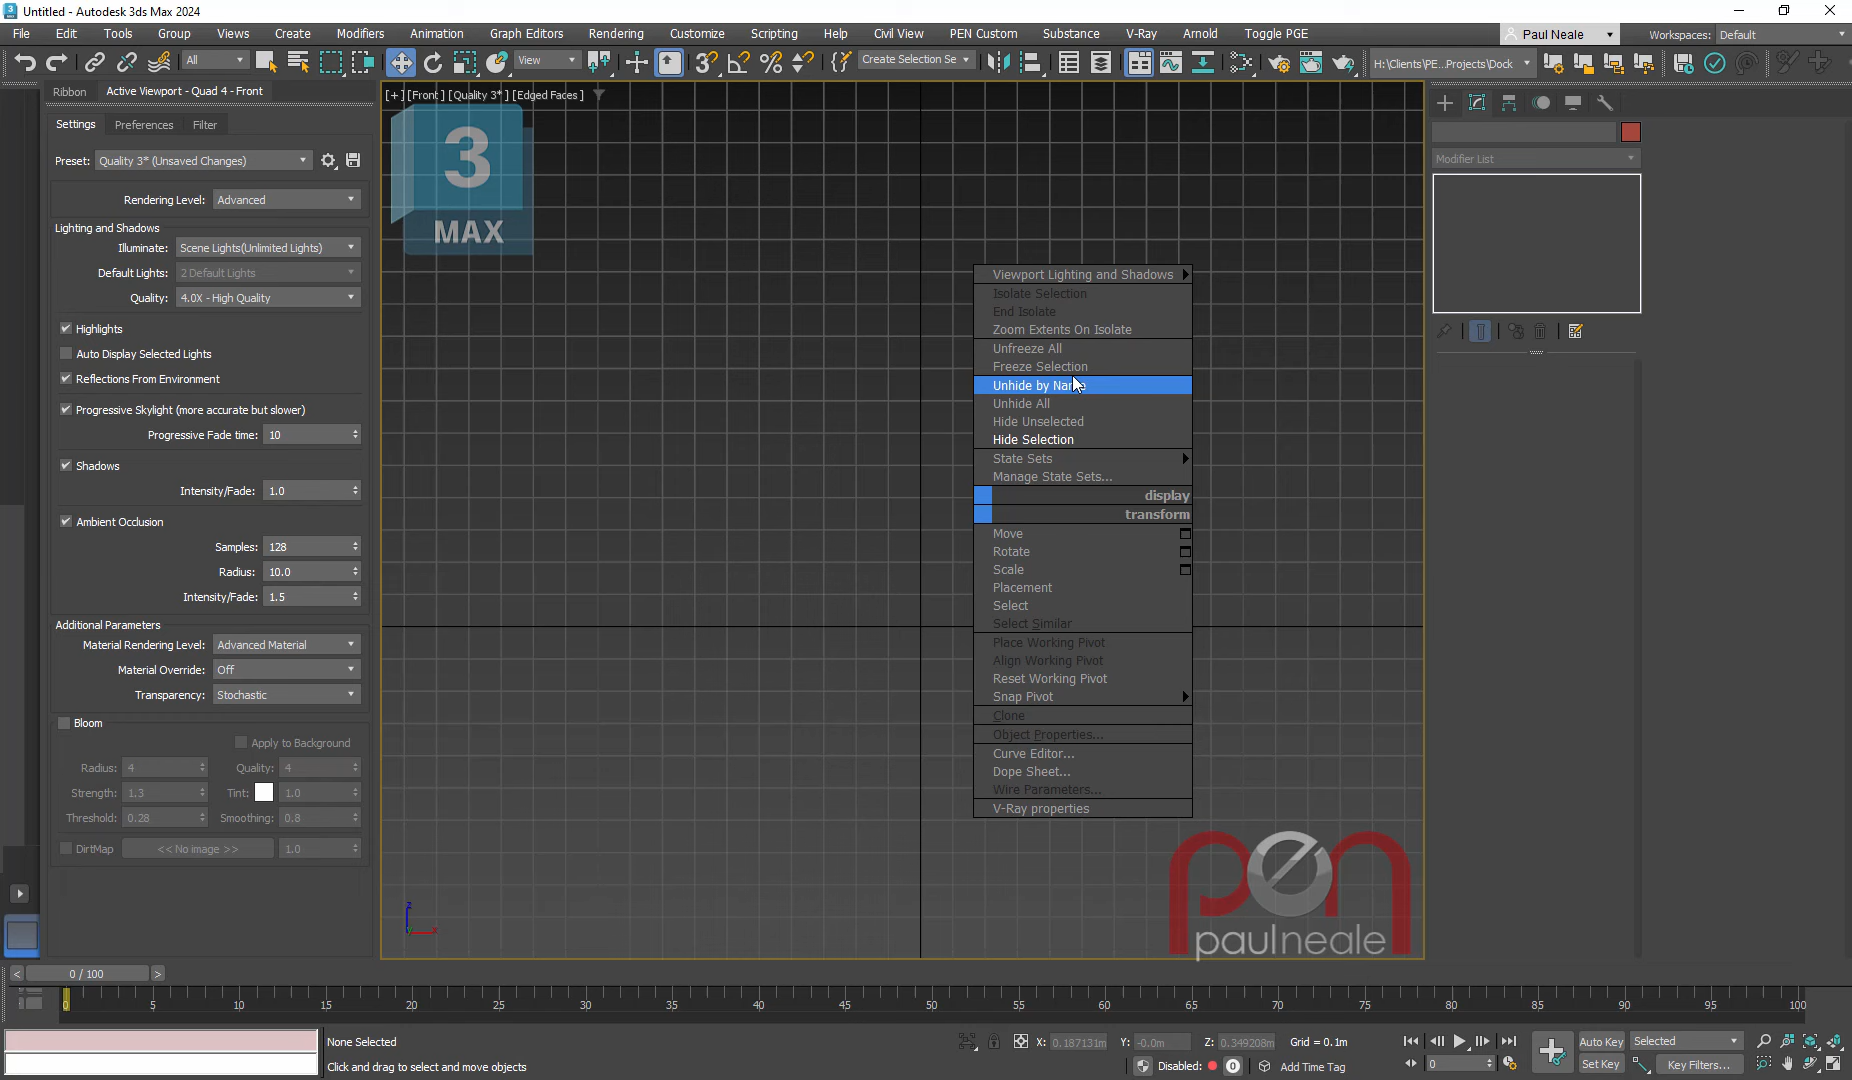 Untitled - Autodesk 3ds Max 2024
File Edit Tools Group Views Create Modifiers Animation Graph Editors Rendering Customize Scripting Help Civil View PEN Custom Substance V-Ray Arnold Toggle PGE Paul Neale Workspaces: Default
All View Create Selection Se H:\Clients\PE...Projects\Dock
Ribbon Active Viewport - Quad 4 - Front
[+] [Front ] [Quality 3* ] [Edged Faces ]
Settings Preferences Filter
Preset: Quality 3* (Unsaved Changes)
Modifier List
Rendering Level: Advanced
Lighting and Shadows
Illuminate: Scene Lights(Unlimited Lights)
Default Lights: 2 Default Lights
Quality: 4.0X - High Quality
Highlights
Auto Display Selected Lights
Reflections From Environment
Progressive Skylight (more accurate but slower)
Progressive Fade time: 10
Shadows
Intensity/Fade: 1.0
Ambient Occlusion
Samples: 128
Radius: 10.0
Intensity/Fade: 1.5
Additional Parameters
Material Rendering Level: Advanced Material
Material Override: Off
Transparency: Stochastic
Bloom
Apply to Background
Radius: 4 Quality: 4
Strength: 1.3 Tint: 1.0
Threshold: 0.28 Smoothing: 0.8
DirtMap << No image >> 1.0
3
MAX
Viewport Lighting and Shadows
Isolate Selection
End Isolate
Zoom Extents On Isolate
Unfreeze All
Freeze Selection
Unhide by Name
Unhide All
Hide Unselected
Hide Selection
State Sets
Manage State Sets...
display
transform
Move
Rotate
Scale
Placement
Select
Select Similar
Place Working Pivot
Align Working Pivot
Reset Working Pivot
Snap Pivot
Clone
Object Properties...
Curve Editor...
Dope Sheet...
Wire Parameters...
V-Ray properties
z
x
pen
paulneale
< 0 / 100 >
0 5 10 15 20 25 30 35 40 45 50 55 60 65 70 75 80 85 90 95 100
None Selected X: 0.187131m Y: -0.0m Z: 0.349208m Grid = 0.1m Auto Key Selected
Click and drag to select and move objects Disabled: 0 Add Time Tag 0 Set Key Key Filters...